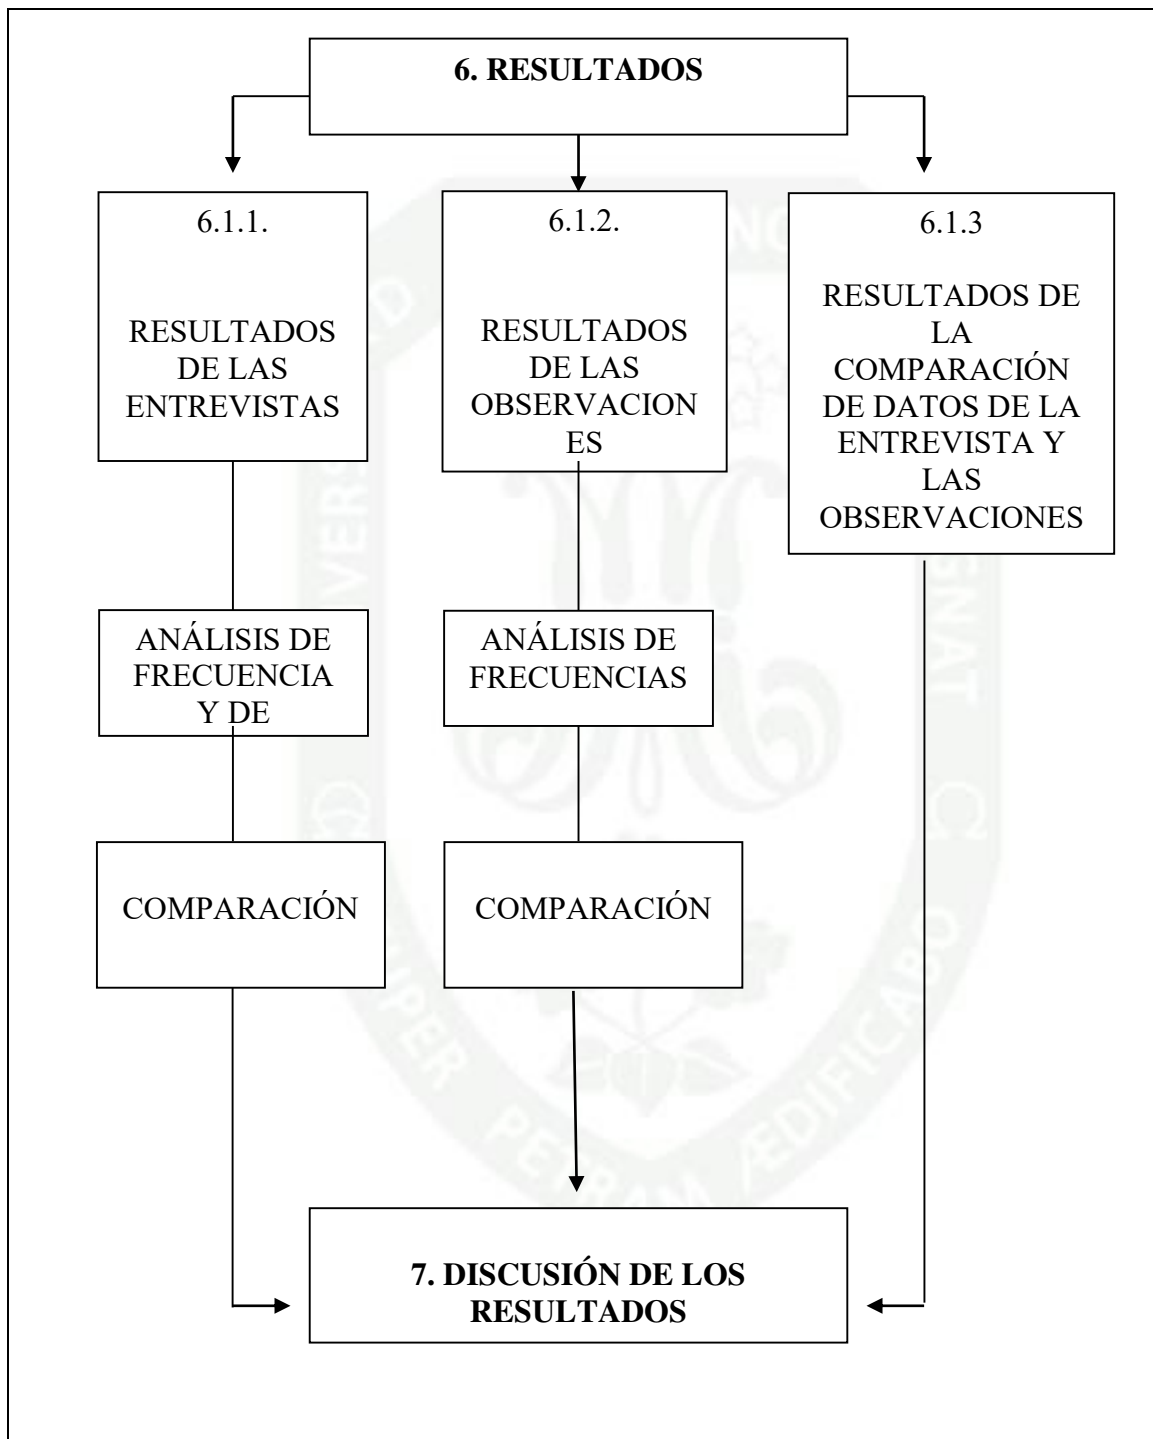 6. RESULTADOS
6.1.1.
RESULTADOS
DE LAS
ENTREVISTAS
6.1.2.
RESULTADOS
DE LAS
OBSERVACION
ES
6.1.3
RESULTADOS DE
LA
COMPARACIÓN
DE DATOS DE LA
ENTREVISTA Y
LAS
OBSERVACIONES
ANÁLISIS DE
FRECUENCIA
Y DE
ANÁLISIS DE
FRECUENCIAS
COMPARACIÓN
COMPARACIÓN
7. DISCUSIÓN DE LOS
RESULTADOS
PETRAM ÆDIFICABO